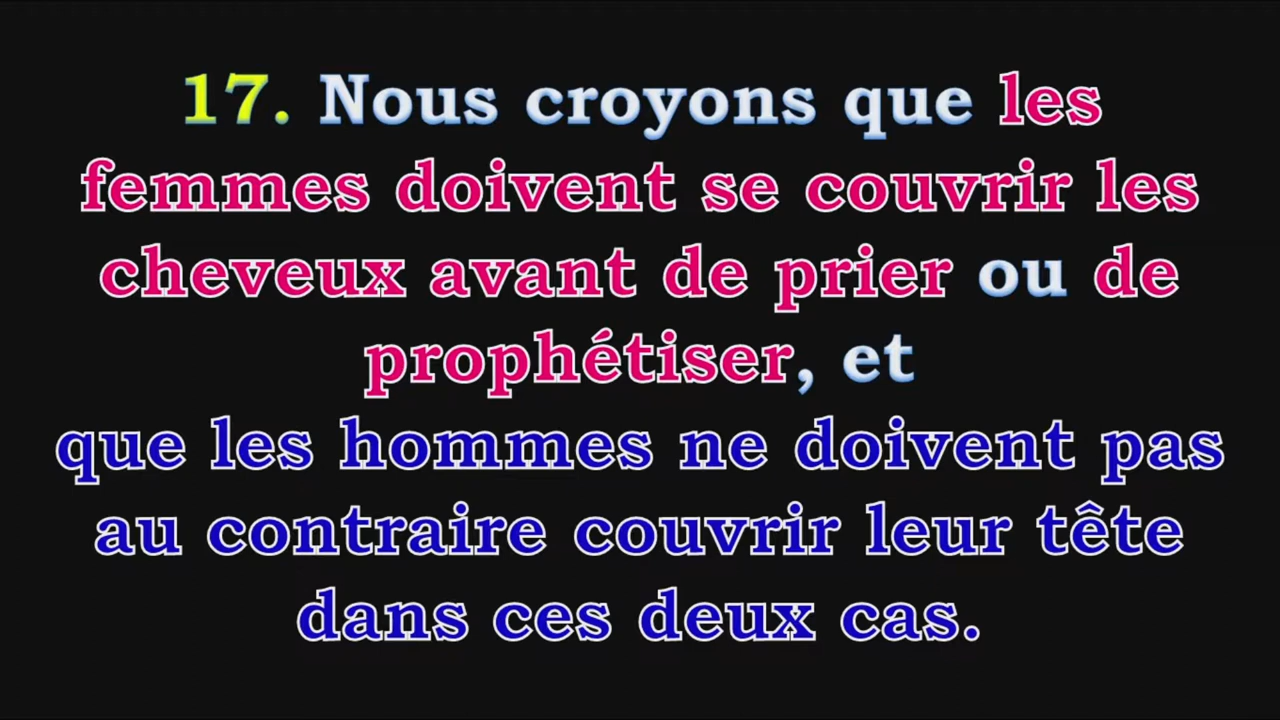 17. Nous croyons que les
femmes doivent se couvrir les
cheveux avant de prier ou de
prophétiser, et
que les hommes ne doivent pas
au contraire couvrir leur tête
dans ces deux cas.